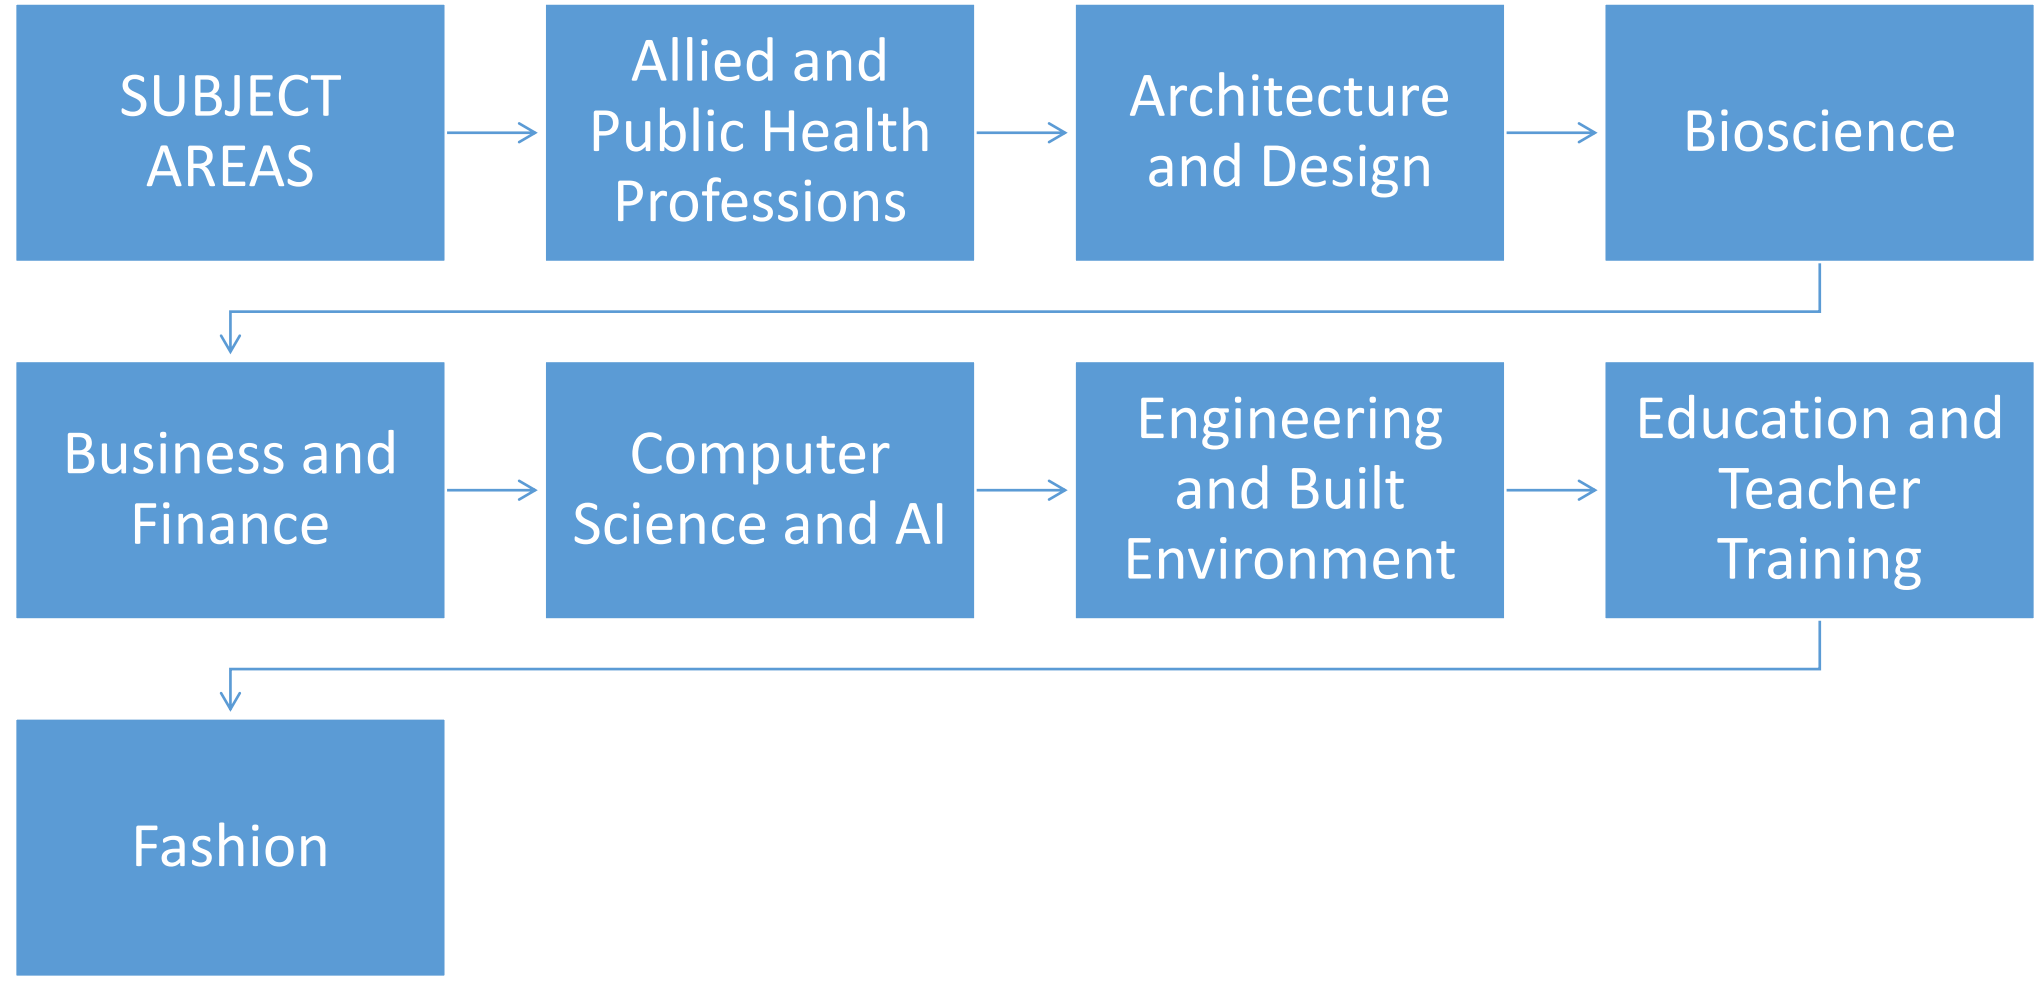 SUBJECT
AREAS
Allied and
Public Health
Professions
Architecture
and Design
Bioscience
Business and
Finance
Computer
Science and AI
Engineering
and Built
Environment
Education and
Teacher
Training
Fashion